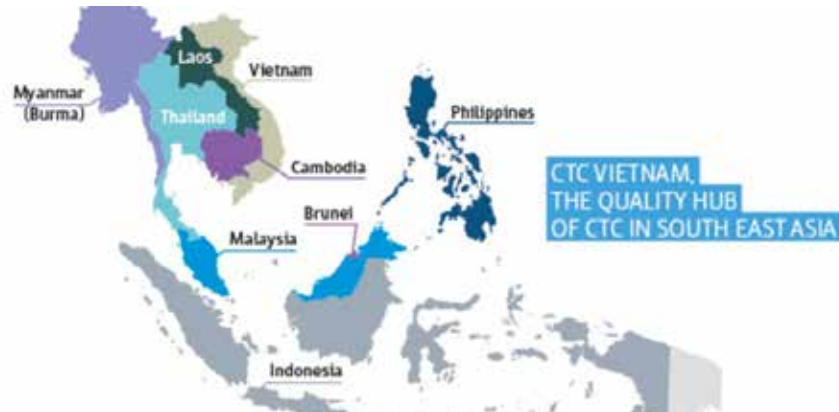 Laos
Vietnam
Myanmar
(Burma)
Thailand
Philippines
Cambodia
Brunei
Malaysia
Indonesia
CTC VIETNAM,
THE QUALITY HUB
OF CTC IN SOUTH EAST ASIA